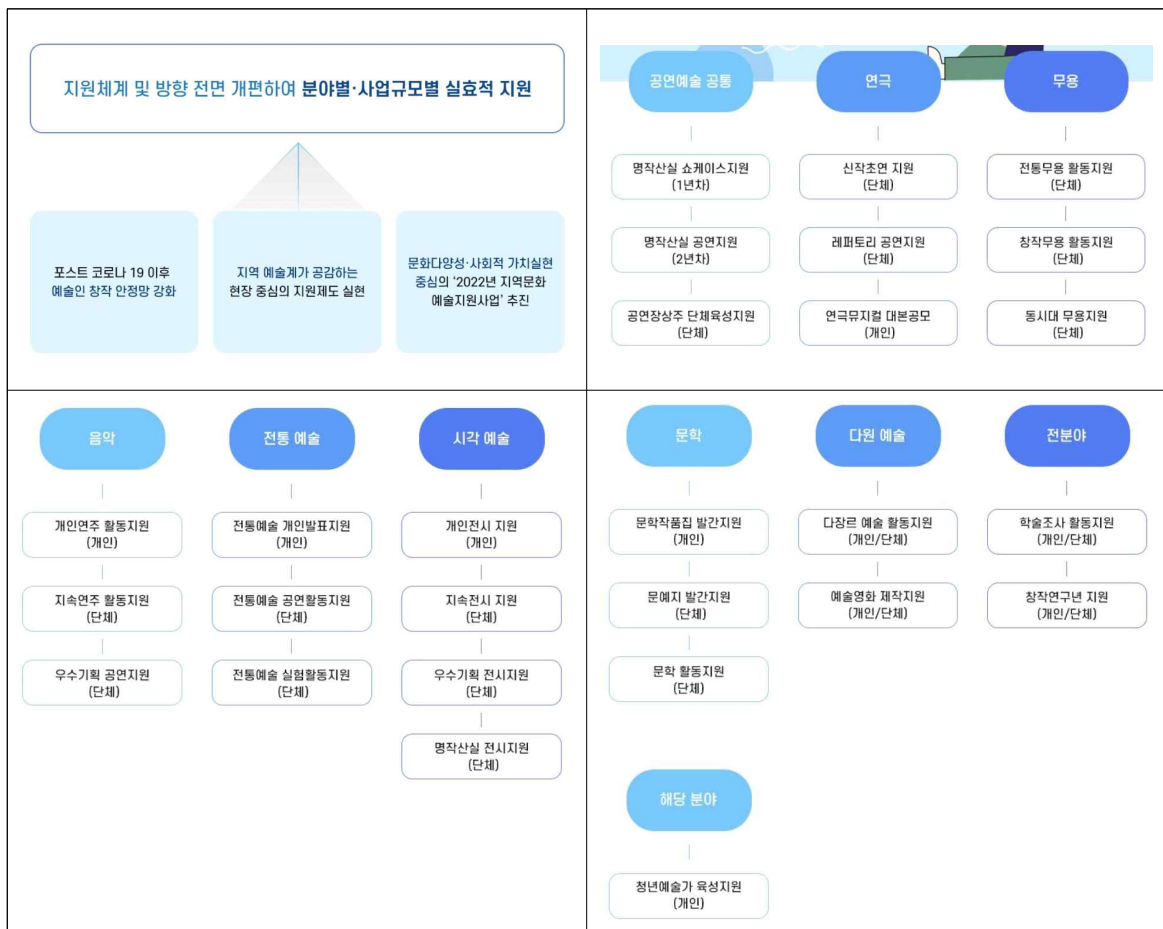 지원체계 및 방향 전면 개편하여 분야별·사업규모별 실효적 지원
포스트 코로나 19 이후
예술인 창작 안정망 강화
지역 예술계가 공감하는
현장 중심의 지원제도 실현
문화다양성·사회적 가치실현
중심의 ‘2022년 지역문화
예술지원사업’ 추진
공연예술 공통
명작산실 쇼케이스지원
(1년차)
명작산실 공연지원
(2년차)
공연장상주 단체육성지원
(단체)
연극
신작초연 지원
(단체)
레퍼토리 공연지원
(단체)
연극뮤지컬 대본공모
(개인)
무용
전통무용 활동지원
(단체)
창작무용 활동지원
(단체)
동시대 무용지원
(단체)
음악
개인연주 활동지원
(개인)
지속연주 활동지원
(단체)
우수기획 공연지원
(단체)
전통 예술
전통예술 개인발표지원
(개인)
전통예술 공연활동지원
(단체)
전통예술 실험활동지원
(단체)
시각 예술
개인전시 지원
(개인)
지속전시 지원
(단체)
우수기획 전시지원
(단체)
명작산실 전시지원
(단체)
문학
문학작품집 발간지원
(개인)
문예지 발간지원
(단체)
문학 활동지원
(단체)
다원 예술
다장르 예술 활동지원
(개인/단체)
예술영화 제작지원
(개인/단체)
전분야
학술조사 활동지원
(개인/단체)
창작연구년 지원
(개인/단체)
해당 분야
청년예술가 육성지원
(개인)